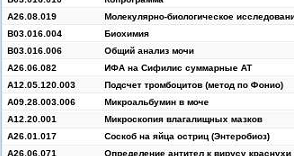 B03.016.010 Копрограмма
A26.08.019 Молекулярно-биологическое
B03.016.004 Биохимия
B03.016.006 Общий анализ мочи
A26.06.082 ИФА на Сифилис суммарные АТ
A12.05.120.003 Подсчет тромбоцитов (метод по Фонио)
A09.28.003.006 Микроальбумин в моче
A12.20.001 Микроскопия влагалищных мазков
A26.01.017 Соскоб на яйца остриц (Энтеробиоз)
A26.06.071 Определение антител к вирусу краснухи